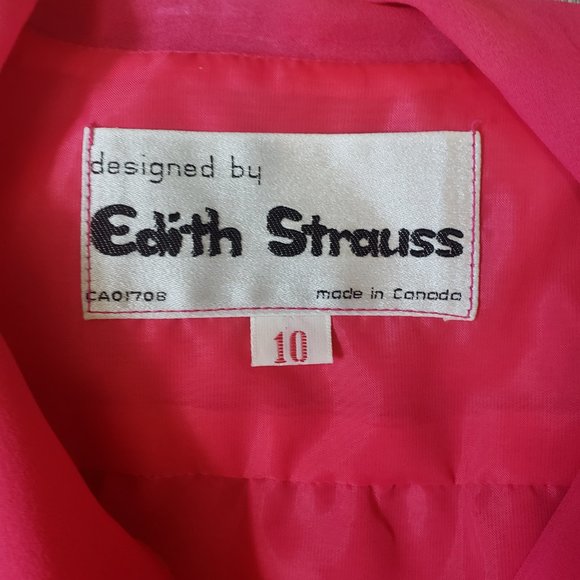 designed by
Edith Strauss
CA01708 made in Canada
10